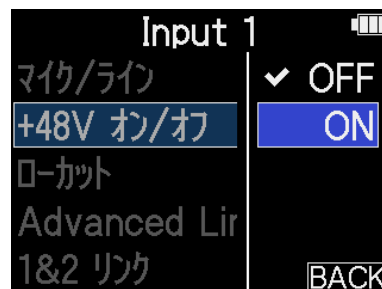 Input 1
マイク/ライン
✔ OFF
+48V オン/オフ
ON
ローカット
Advanced Lir
1&2 リンク
BACK